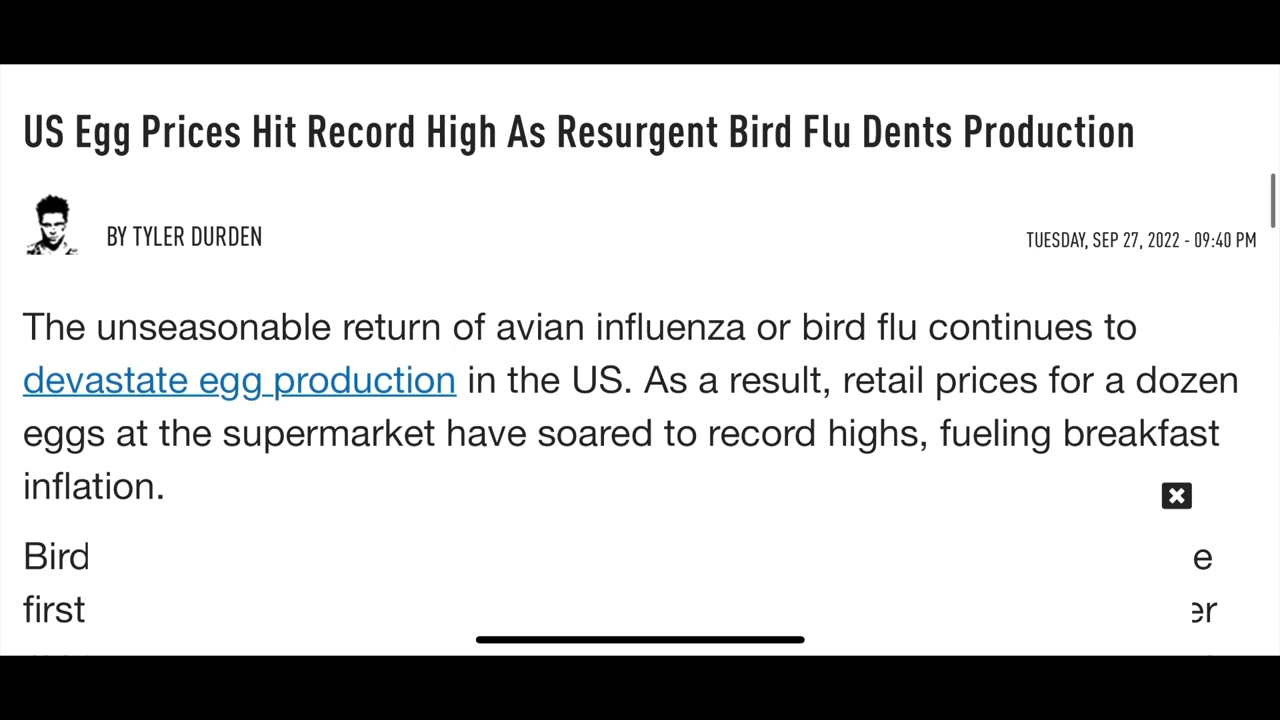 US Egg Prices Hit Record High As Resurgent Bird Flu Dents Production
BY TYLER DURDEN
TUESDAY, SEP 27, 2022 - 09:40 PM
The unseasonable return of avian influenza or bird flu continues to
devastate egg production in the US. As a result, retail prices for a dozen
eggs at the supermarket have soared to record highs, fueling breakfast
inflation.
Bird
first